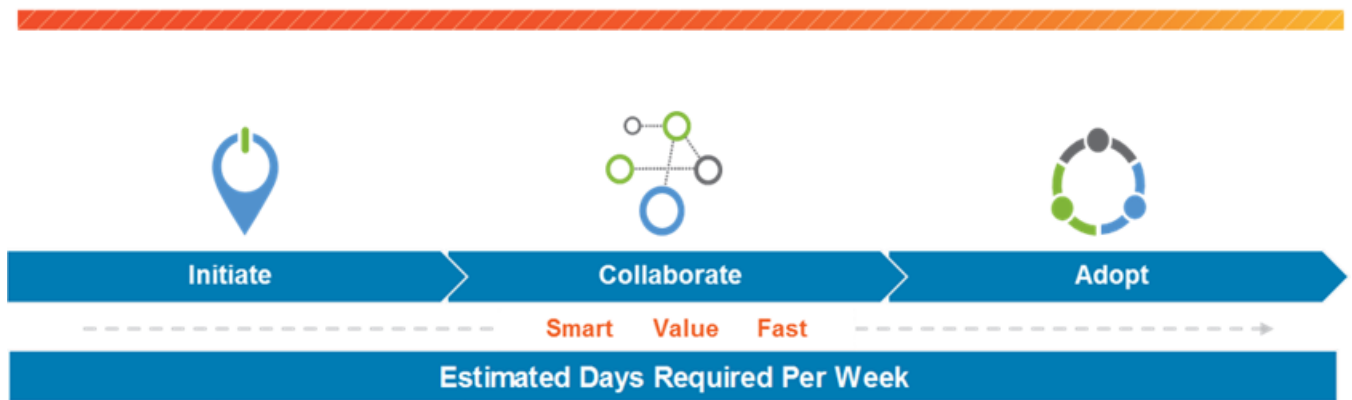 Initiate Collaborate Adopt
Smart Value Fast
Estimated Days Required Per Week